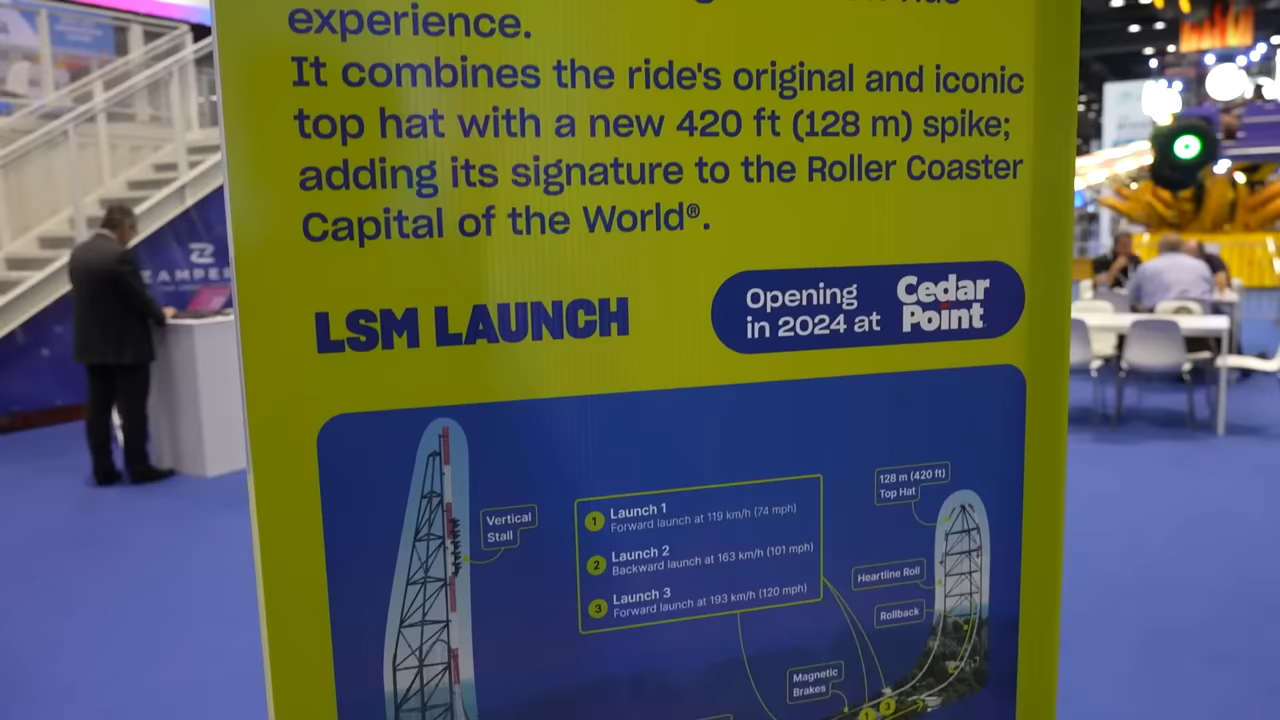 experience.
It combines the ride's original and iconic
top hat with a new 420 ft (128 m) spike;
adding its signature to the Roller Coaster
Capital of the World®.
LSM LAUNCH
Opening
in 2024 at
Cedar
Point
128 m (420 ft)
Top Hat
Vertical
Stall
1 Launch 1
Forward launch at 119 km/h (74 mph)
2 Launch 2
Backward launch at 163 km/h (101 mph)
3 Launch 3
Forward launch at 193 km/h (120 mph)
Heartline Roll
Rollback
Magnetic
Brakes
1 3